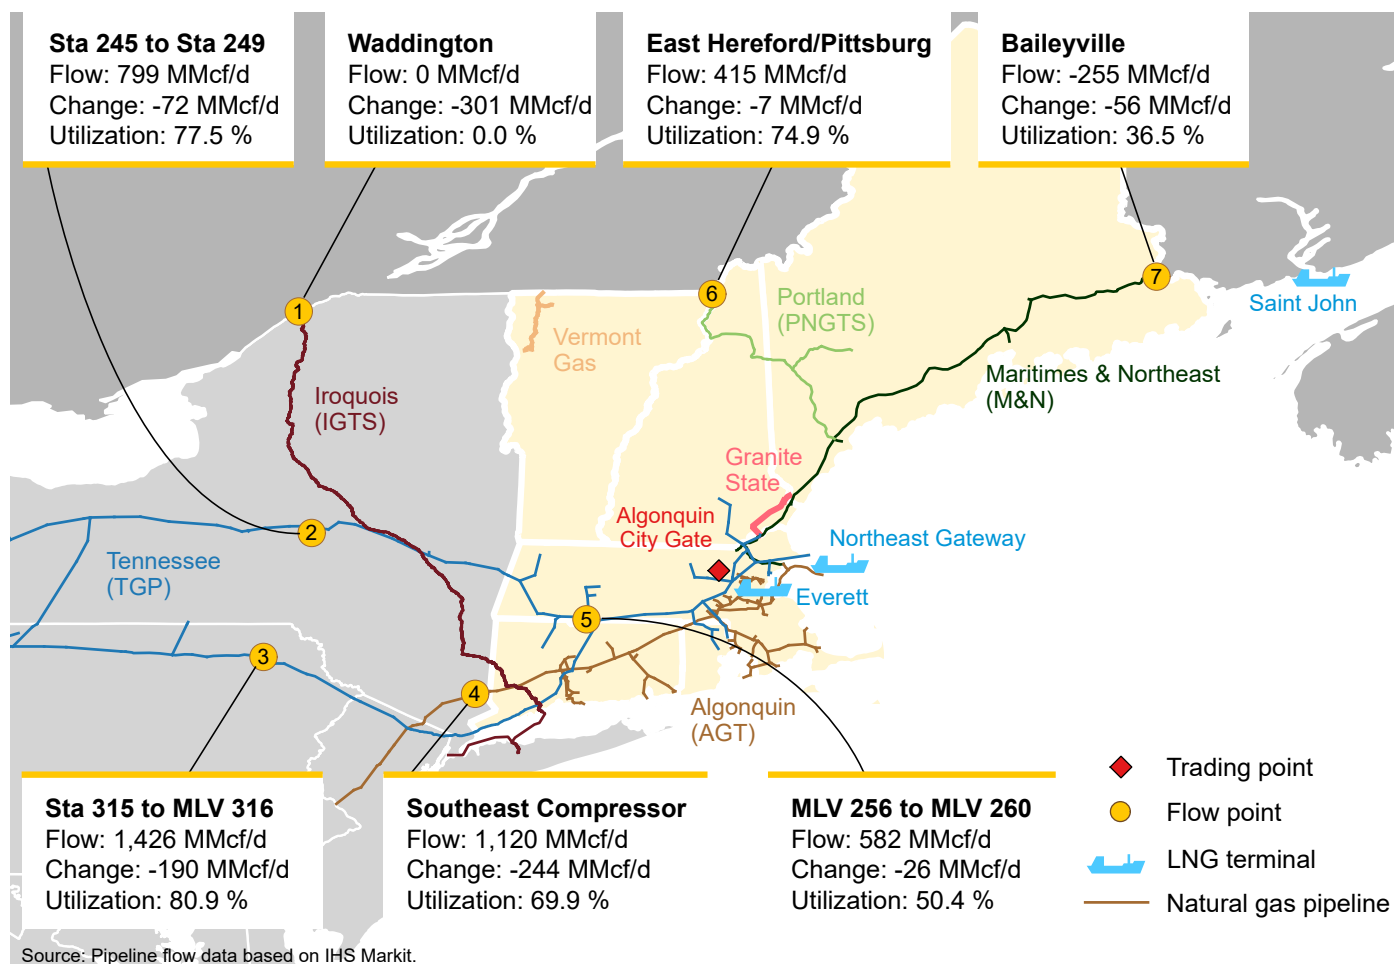 Sta 245 to Sta 249
Flow: 799 MMcf/d
Change: -72 MMcf/d
Utilization: 77.5 %
Waddington
Flow: 0 MMcf/d
Change: -301 MMcf/d
Utilization: 0.0 %
East Hereford/Pittsburg
Flow: 415 MMcf/d
Change: -7 MMcf/d
Utilization: 74.9 %
Baileyville
Flow: -255 MMcf/d
Change: -56 MMcf/d
Utilization: 36.5 %
1
6
7
Saint John
Portland
(PNGTS)
Vermont
Gas
Maritimes & Northeast
(M&N)
Iroquois
(IGTS)
Granite
State
Algonquin
City Gate
2
Northeast Gateway
Tennessee
(TGP)
Everett
5
3
4
Algonquin
(AGT)
Sta 315 to MLV 316
Flow: 1,426 MMcf/d
Change: -190 MMcf/d
Utilization: 80.9 %
Southeast Compressor
Flow: 1,120 MMcf/d
Change: -244 MMcf/d
Utilization: 69.9 %
MLV 256 to MLV 260
Flow: 582 MMcf/d
Change: -26 MMcf/d
Utilization: 50.4 %
Trading point
Flow point
LNG terminal
Natural gas pipeline
Source: Pipeline flow data based on IHS Markit.